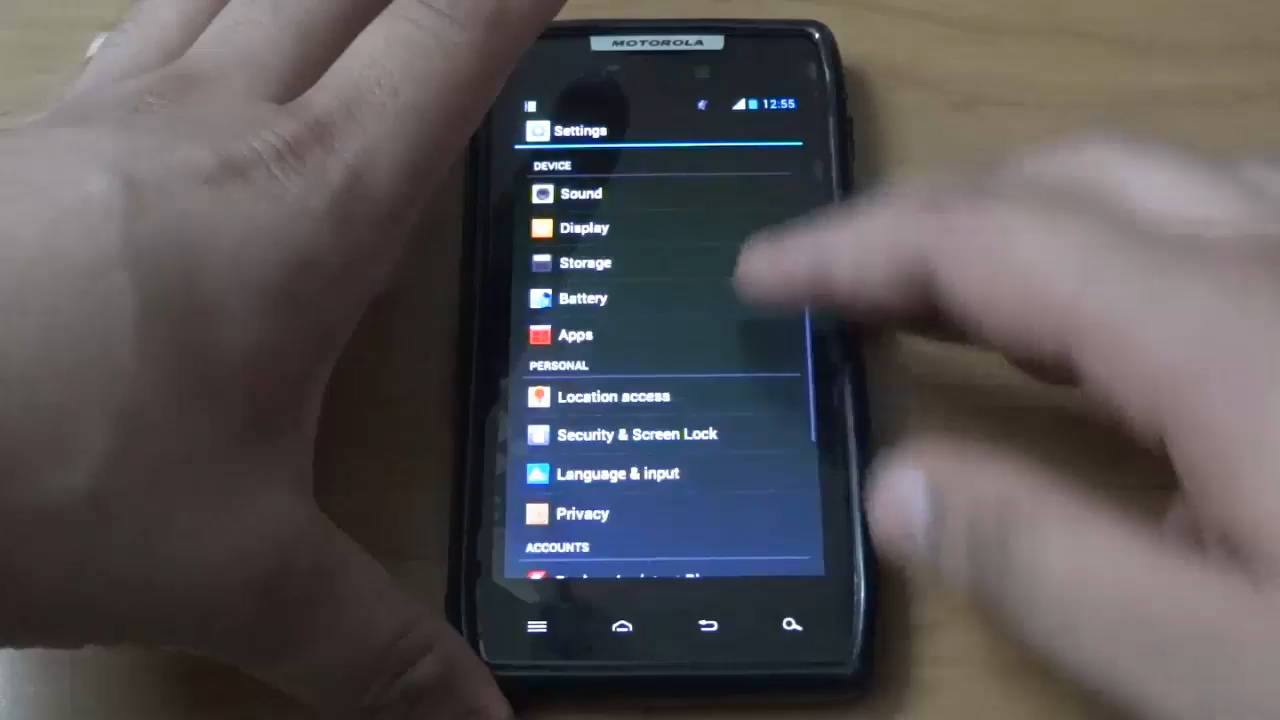 MOTOROLA
12:55
Settings
DEVICE
Sound
Display
Storage
Battery
Apps
PERSONAL
Location access
Security & Screen Lock
Language & input
Privacy
ACCOUNTS